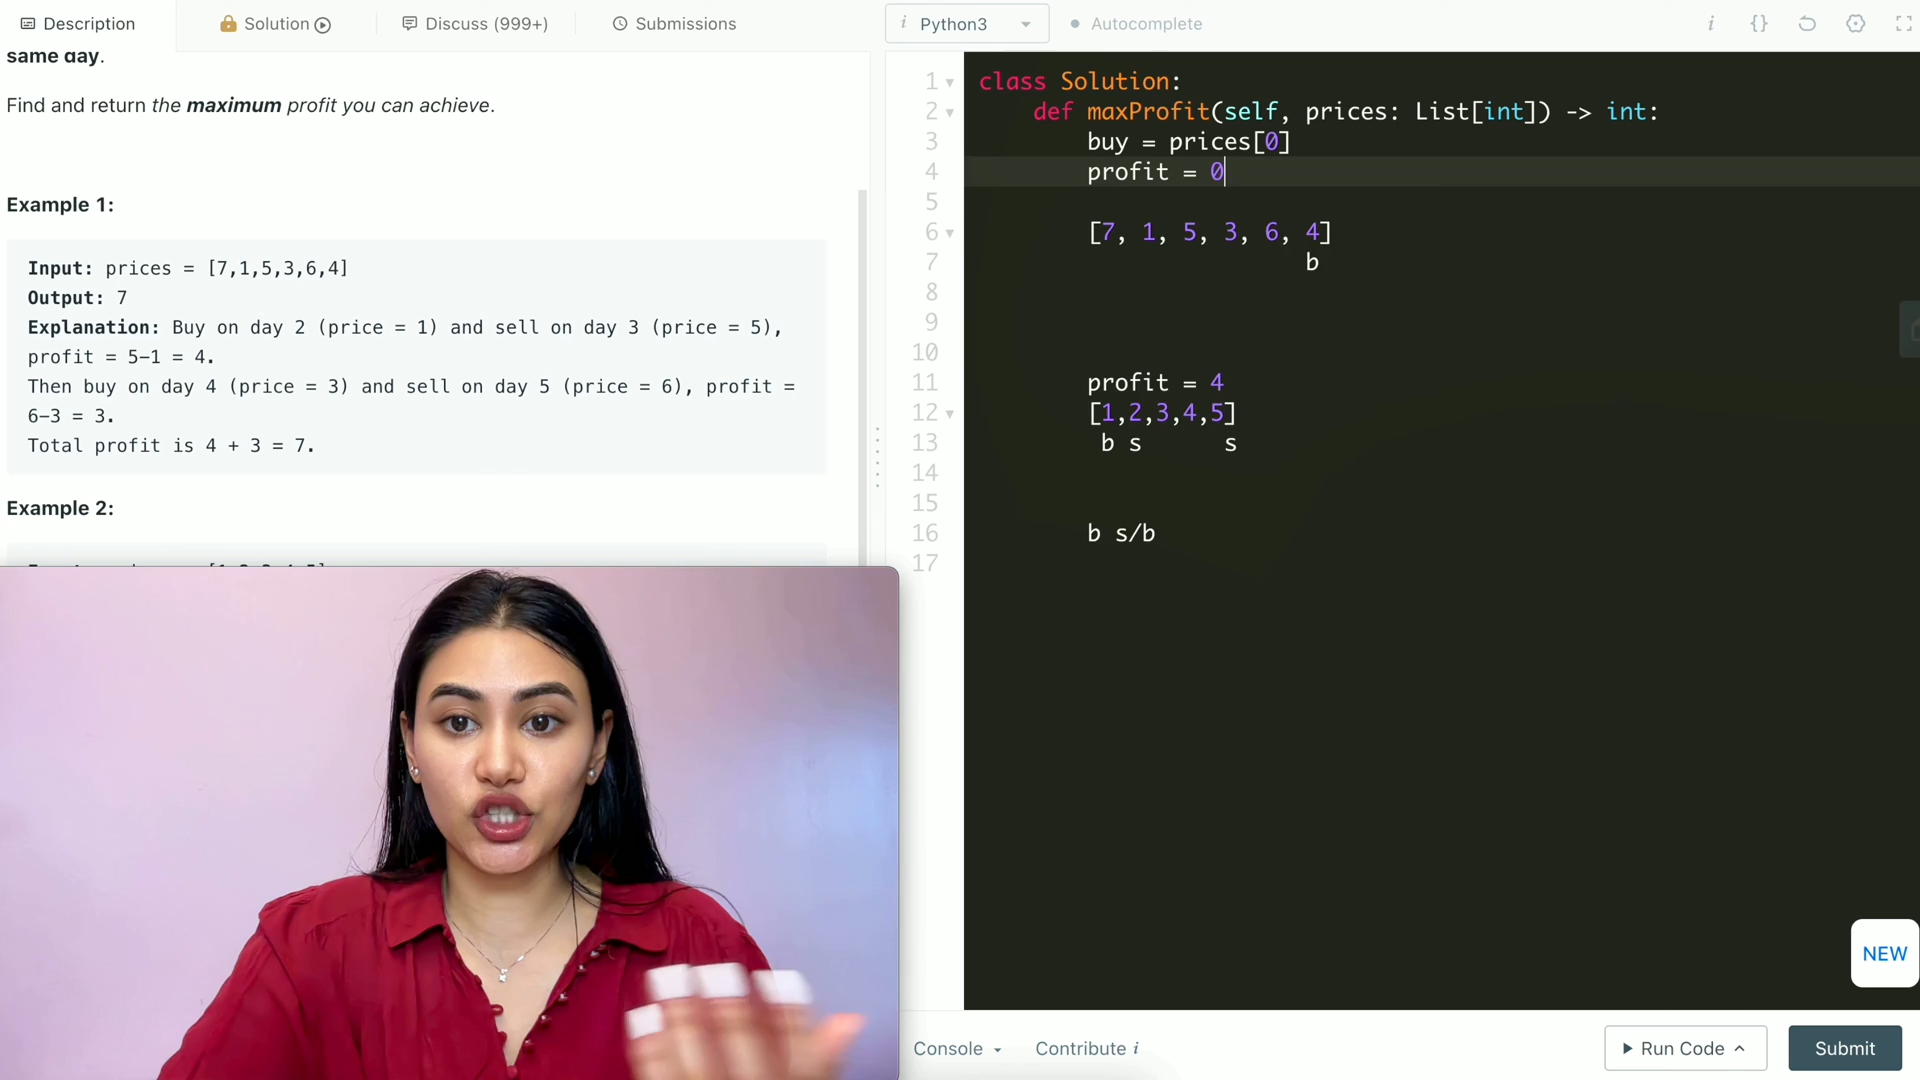 Description
Solution
Discuss (999+)
Submissions
i Python3
Autocomplete
i {}
same day.
Find and return the maximum profit you can achieve.
Example 1:
Input: prices = [7,1,5,3,6,4]
Output: 7
Explanation: Buy on day 2 (price = 1) and sell on day 3 (price = 5),
profit = 5-1 = 4.
Then buy on day 4 (price = 3) and sell on day 5 (price = 6), profit =
6-3 = 3.
Total profit is 4 + 3 = 7.
Example 2:
1 class Solution:
2 def maxProfit(self, prices: List[int]) -> int:
3 buy = prices[0]
4 profit = 0
5
6 [7, 1, 5, 3, 6, 4]
7 b
8
9
10
11 profit = 4
12 [1,2,3,4,5]
13 b s s
14
15
16 b s/b
17
NEW
Console
Contribute i
Run Code
Submit